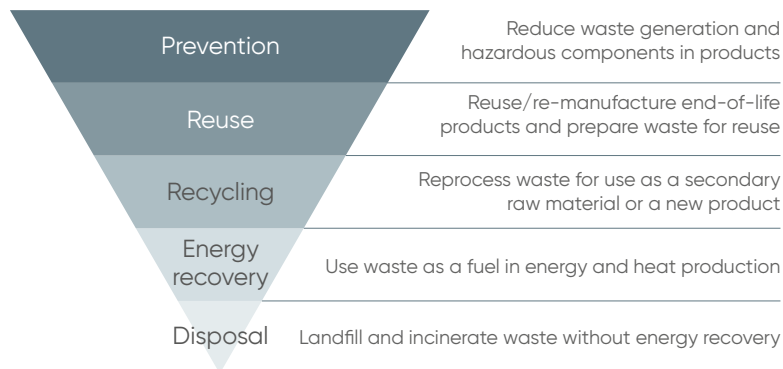 Prevention
Reduce waste generation and
hazardous components in products
Reuse
Reuse/re-manufacture end-of-life
products and prepare waste for reuse
Recycling
Reprocess waste for use as a secondary
raw material or a new product
Energy
recovery
Use waste as a fuel in energy and heat production
Disposal
Landfill and incinerate waste without energy recovery